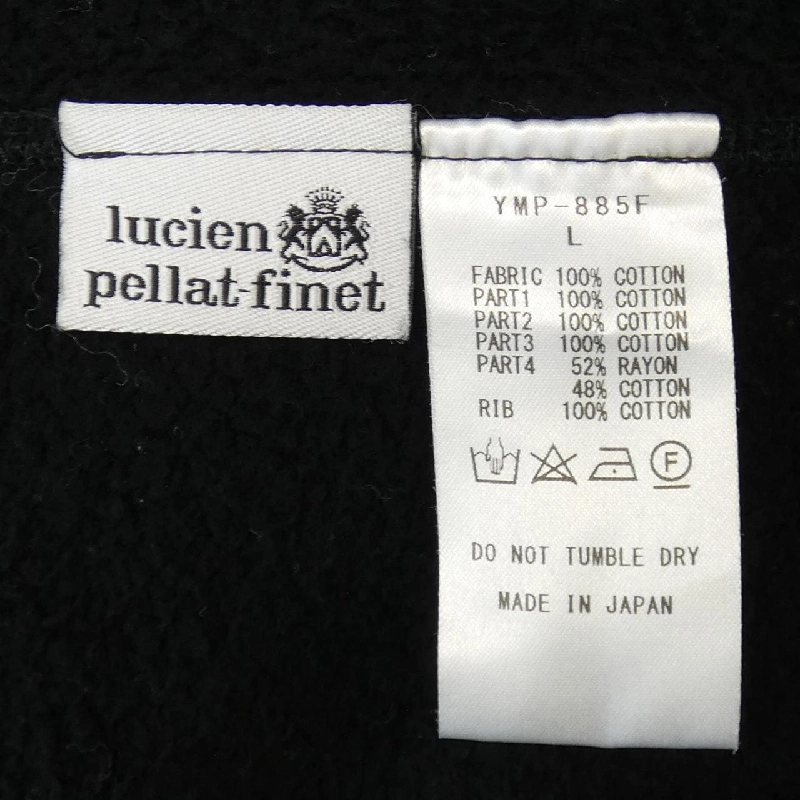 lucien
pellat-finet
YMP-885F
L
FABRIC 100% COTTON
PART1 100% COTTON
PART2 100% COTTON
PART3 100% COTTON
PART4 52% RAYON
48% COTTON
RIB 100% COTTON
F
DO NOT TUMBLE DRY
MADE IN JAPAN